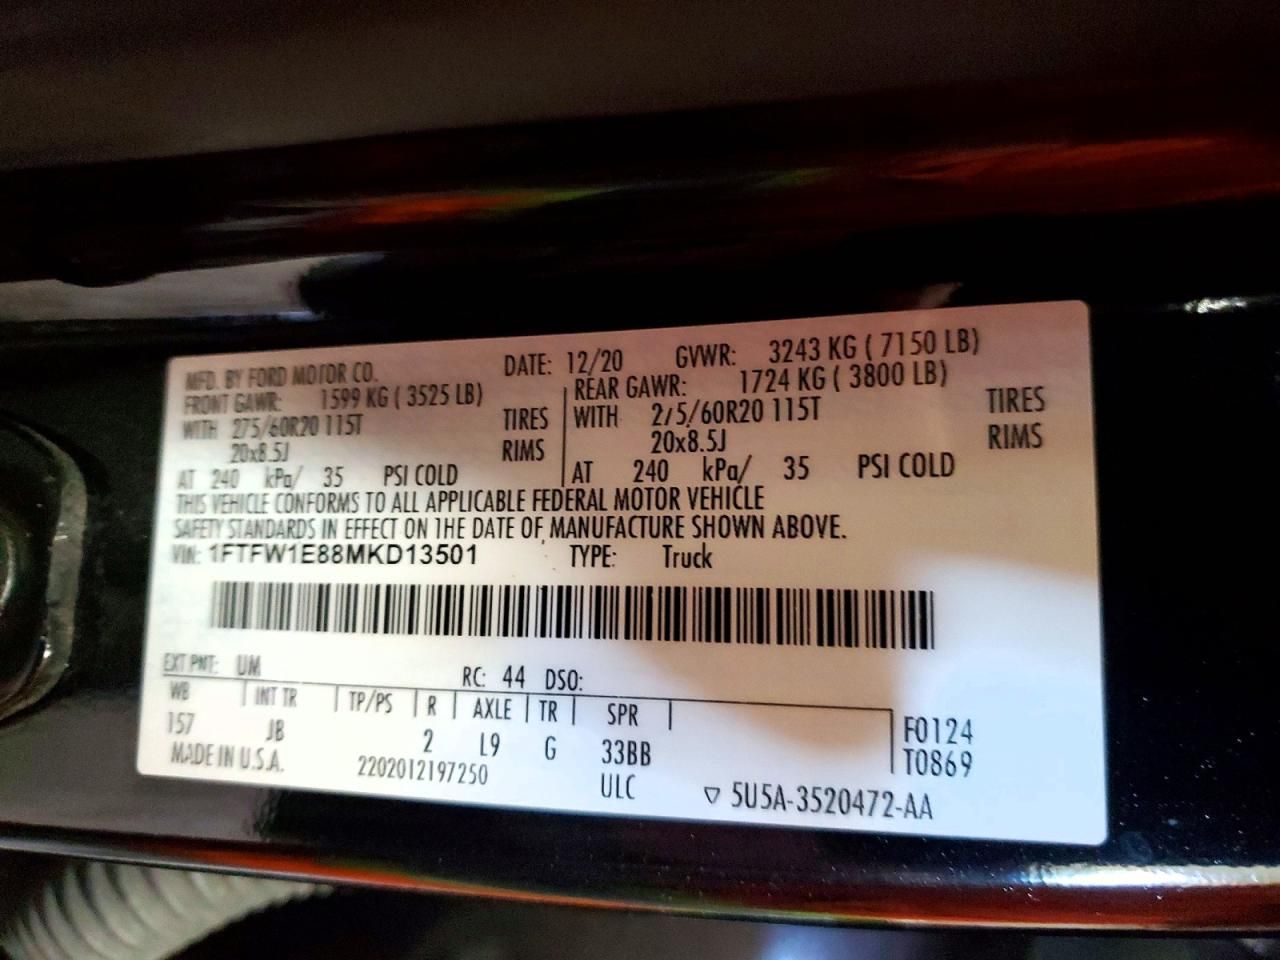 MFD. BY FORD MOTOR CO. DATE: 12/20 GVWR: 3243 KG ( 7150 LB)
FRONT GAWR: 1599 KG ( 3525 LB) REAR GAWR: 1724 KG ( 3800 LB)
WITH 275/60R20 115T TIRES WITH 275/60R20 115T TIRES
20x8.5J RIMS 20x8.5J RIMS
AT 240 kPa/ 35 PSI COLD AT 240 kPa/ 35 PSI COLD
THIS VEHICLE CONFORMS TO ALL APPLICABLE FEDERAL MOTOR VEHICLE
SAFETY STANDARDS IN EFFECT ON THE DATE OF MANUFACTURE SHOWN ABOVE.
VIN: 1FTFW1E88MKD13501 TYPE: Truck
EXT PNT: UM RC: 44 DSO:
WB INT TR TP/PS R AXLE TR SPR
157 JB 2 L9 G 33BB F0124
T0869
MADE IN U.S.A. 2202012197250 ULC ▽ 5U5A-3520472-AA